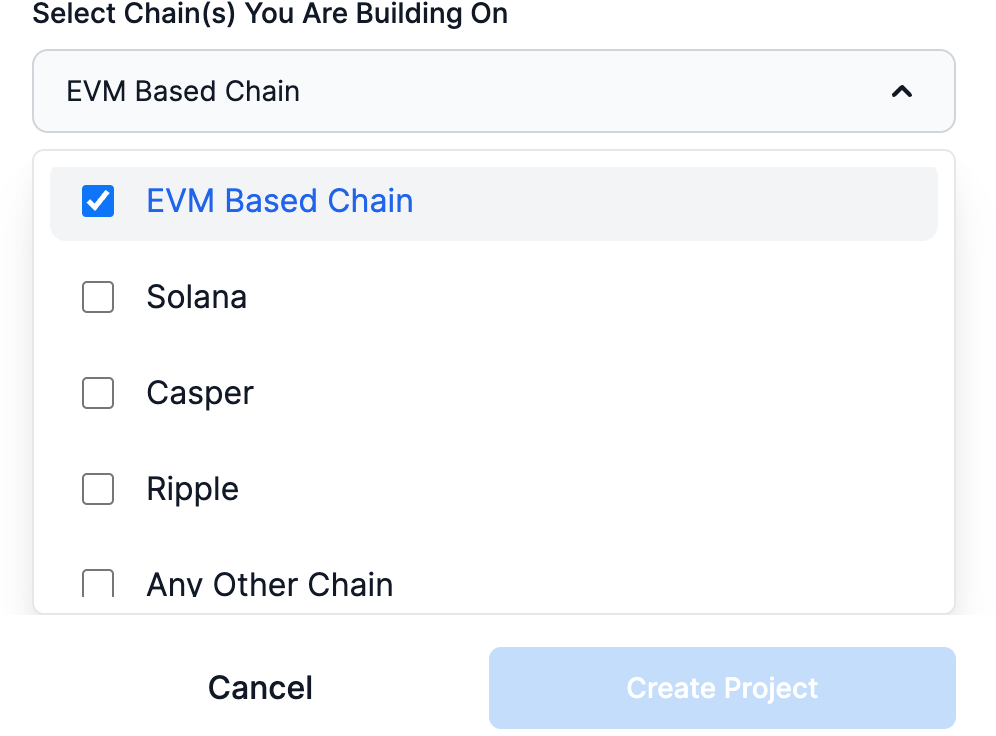 Select Chain(s) You Are Building On
EVM Based Chain
EVM Based Chain
Solana
Casper
Ripple
Any Other Chain
Cancel
Create Project